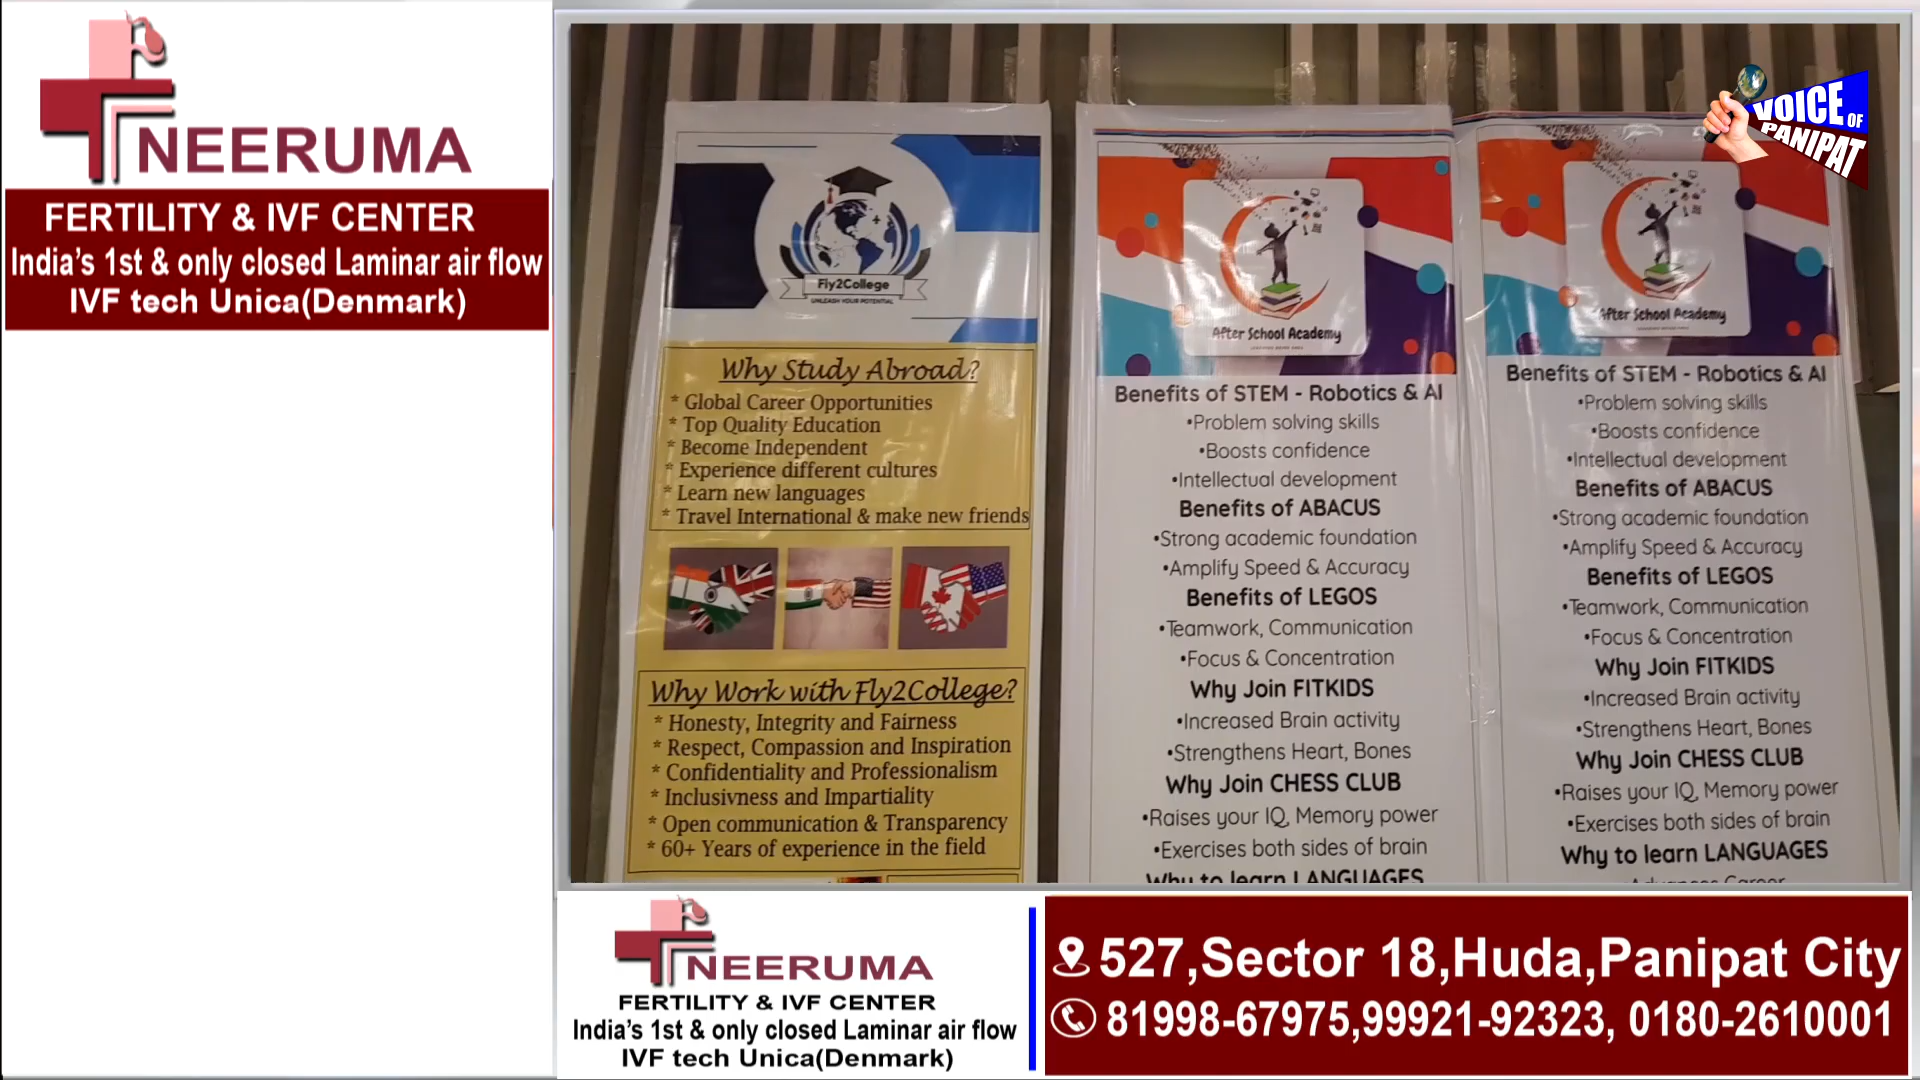 NEERUMA
FERTILITY & IVF CENTER
India's 1st & only closed Laminar air flow
IVF tech Unica(Denmark)
VOICE OF
PANIPAT
Fly2College
UNLEASH YOUR POTENTIAL
Why Study Abroad?
* Global Career Opportunities
* Top Quality Education
* Become Independent
* Experience different cultures
* Learn new languages
* Travel International & make new friends
Why Work with Fly2College?
* Honesty, Integrity and Fairness
* Respect, Compassion and Inspiration
* Confidentiality and Professionalism
* Inclusivness and Impartiality
* Open communication & Transparency
* 60+ Years of experience in the field
After School Academy
Benefits of STEM - Robotics & AI
•Problem solving skills
•Boosts confidence
•Intellectual development
Benefits of ABACUS
•Strong academic foundation
•Amplify Speed & Accuracy
Benefits of LEGOS
•Teamwork, Communication
•Focus & Concentration
Why Join FITKIDS
•Increased Brain activity
•Strengthens Heart, Bones
Why Join CHESS CLUB
•Raises your IQ, Memory power
•Exercises both sides of brain
Why to learn LANGUAGES
After School Academy
Benefits of STEM - Robotics & AI
•Problem solving skills
•Boosts confidence
•Intellectual development
Benefits of ABACUS
•Strong academic foundation
•Amplify Speed & Accuracy
Benefits of LEGOS
•Teamwork, Communication
•Focus & Concentration
Why Join FITKIDS
•Increased Brain activity
•Strengthens Heart, Bones
Why Join CHESS CLUB
•Raises your IQ, Memory power
•Exercises both sides of brain
Why to learn LANGUAGES
•Advances Career
NEERUMA
FERTILITY & IVF CENTER
India's 1st & only closed Laminar air flow
IVF tech Unica(Denmark)
527,Sector 18,Huda,Panipat City
81998-67975,99921-92323, 0180-2610001